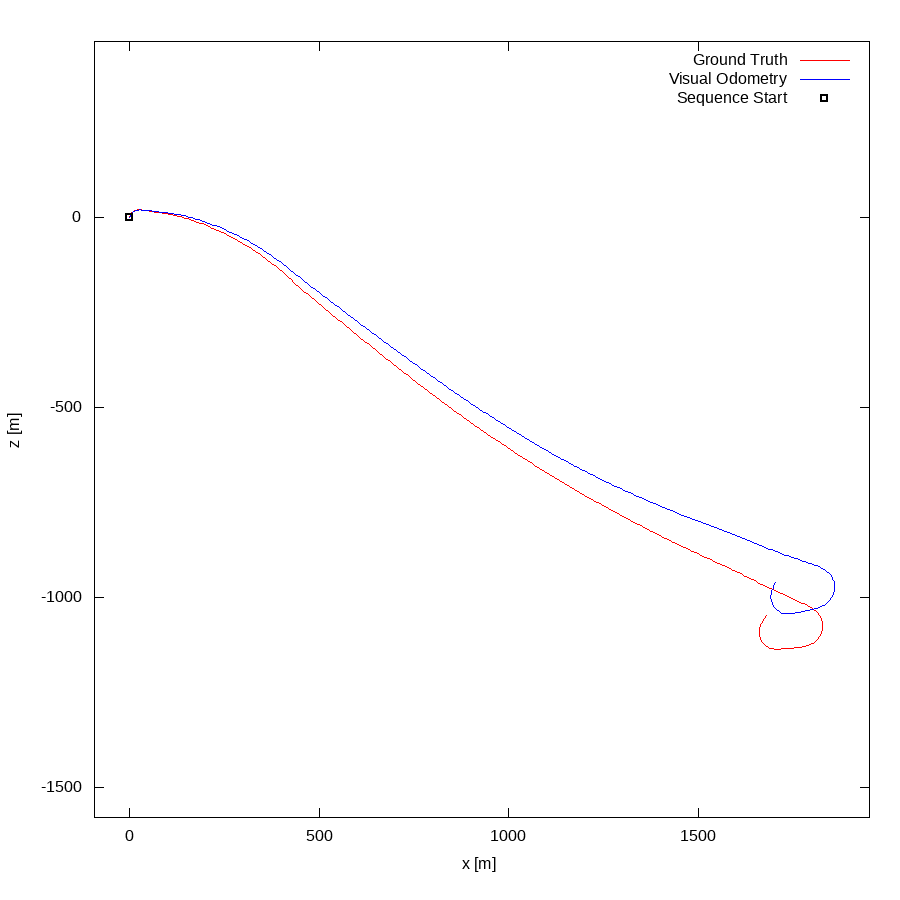 Ground Truth
Visual Odometry
Sequence Start
0
-500
-1000
-1500
z [m]
0 500 1000 1500
x [m]